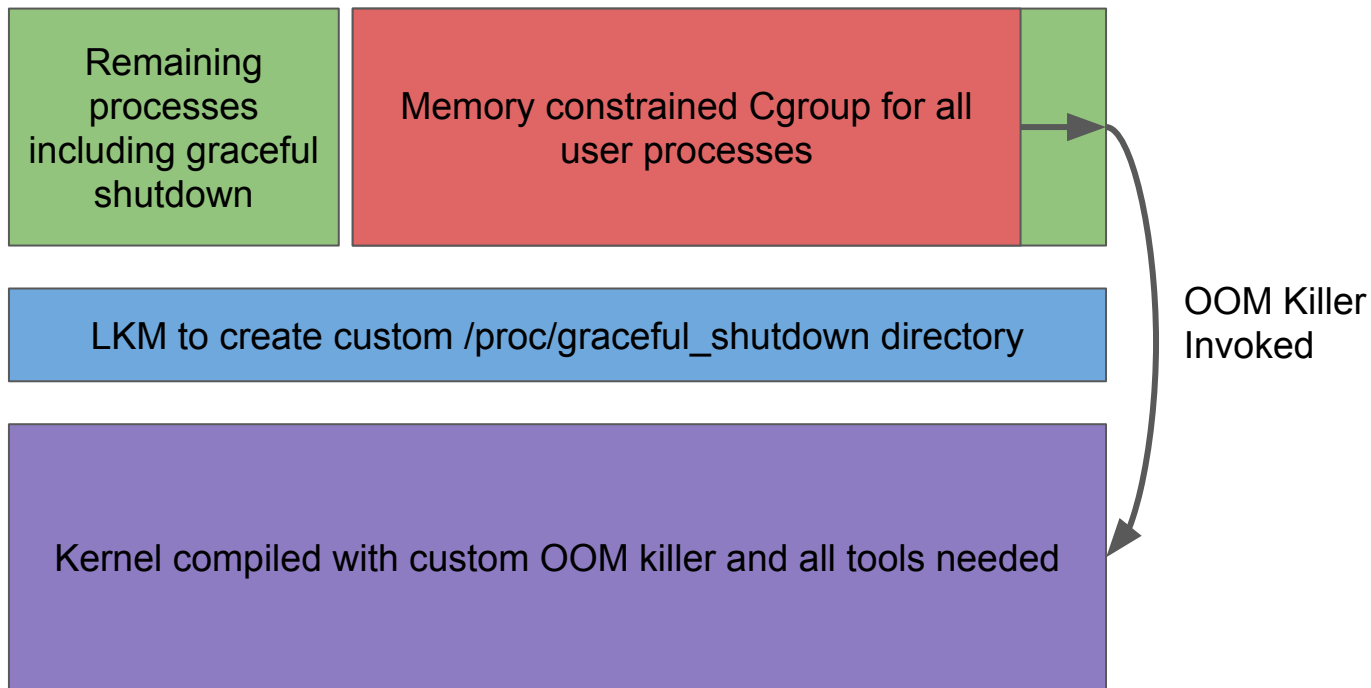 Remaining
processes
including graceful
shutdown
Memory constrained Cgroup for all
user processes
LKM to create custom /proc/graceful_shutdown directory
OOM Killer
Invoked
Kernel compiled with custom OOM killer and all tools needed